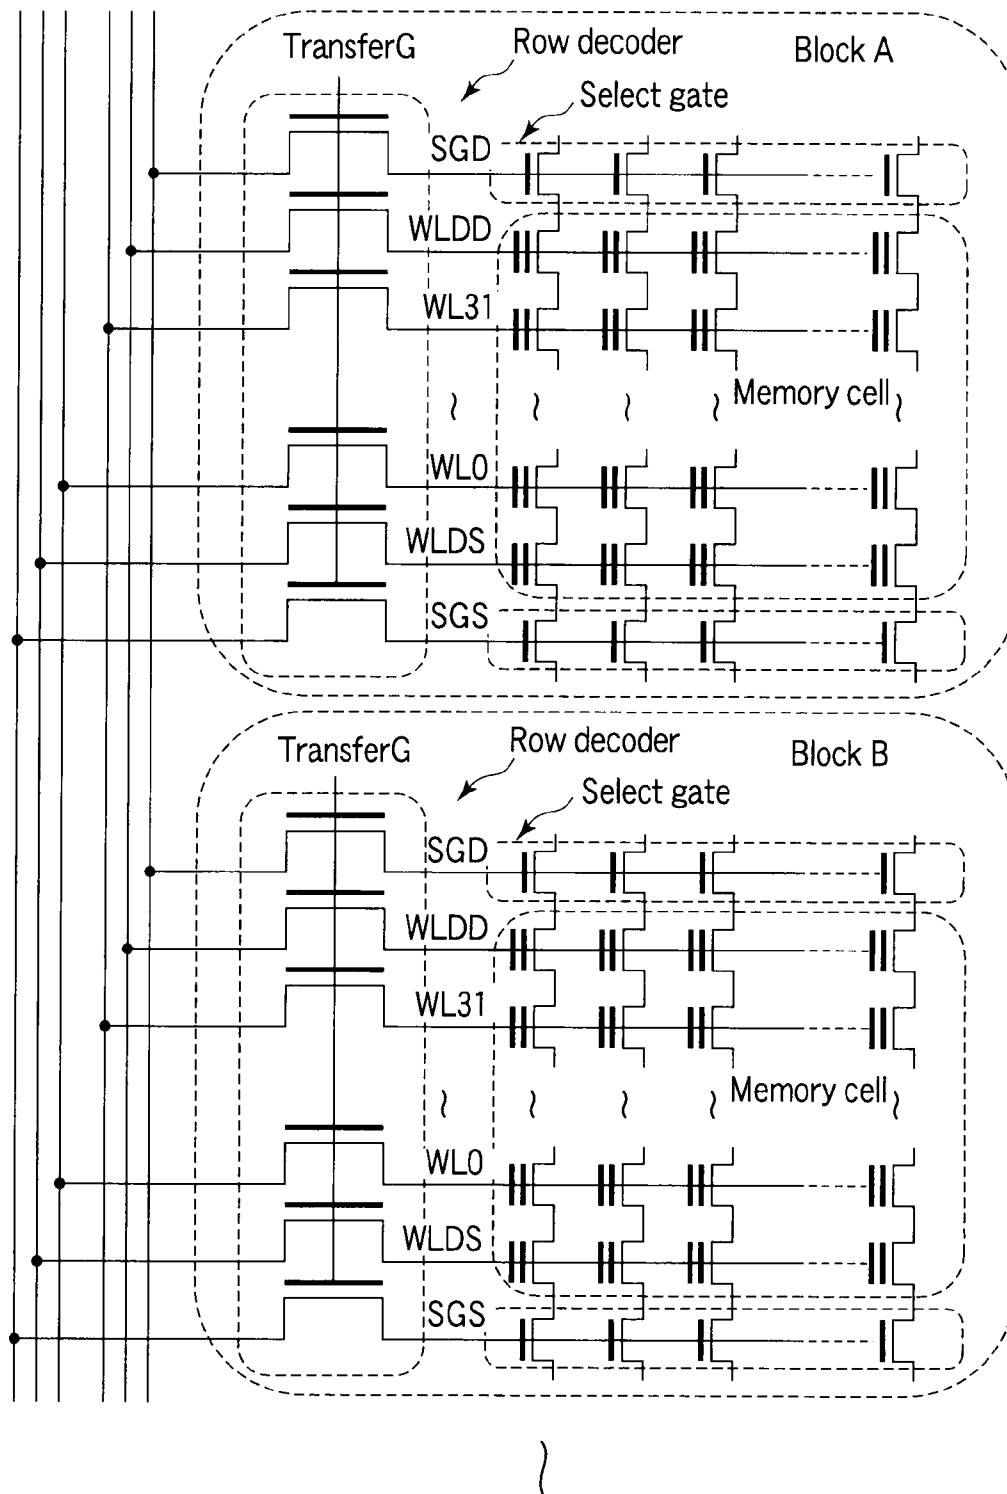 TransferG
Row decoder
Block A
Select gate
SGD
WLDD
WL31
Memory cell
WL0
WLDS
SGS
TransferG
Row decoder
Block B
Select gate
SGD
WLDD
WL31
Memory cell
WL0
WLDS
SGS